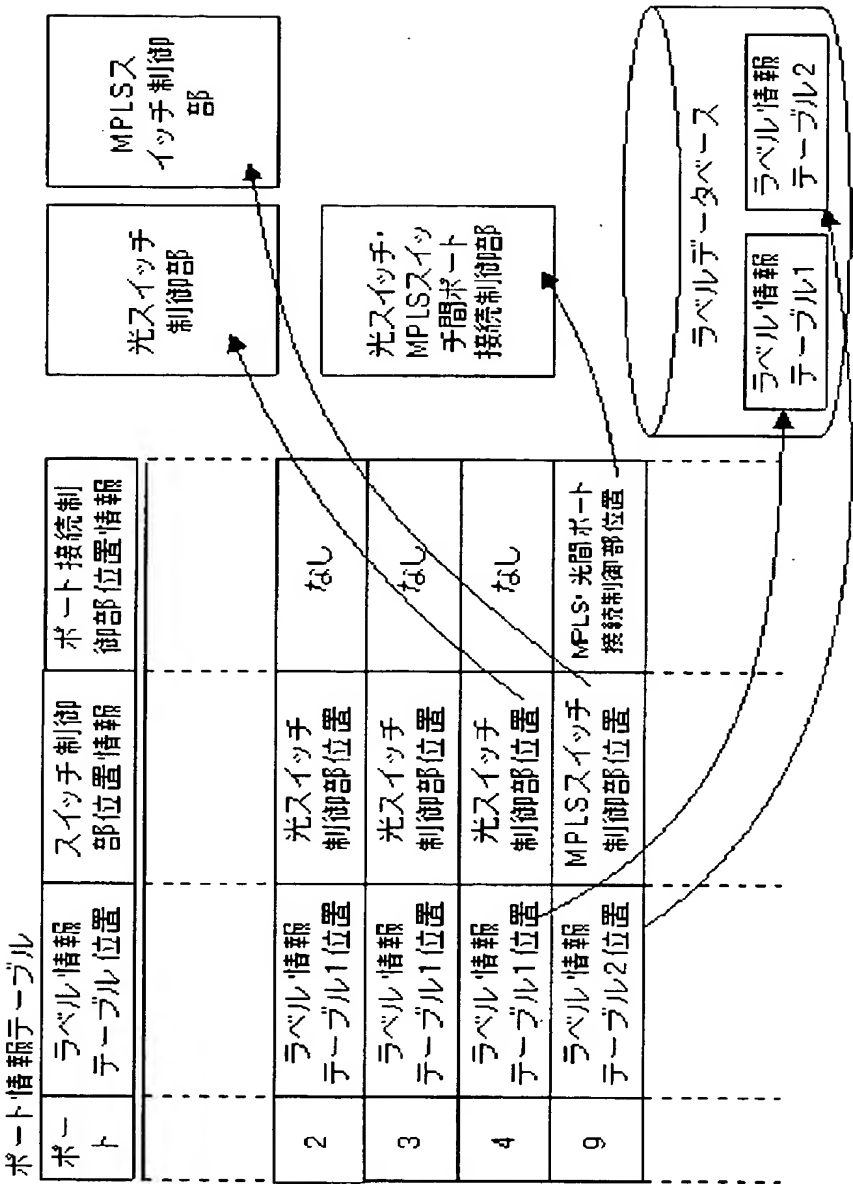 ポート情報テーブル
ポー
ト
ラベル情報
テーブル位置
スイッチ制御
部位置情報
ポート接続制
御部位置情報
2
ラベル情報
テーブル1位置
光スイッチ
制御部位置
なし
3
ラベル情報
テーブル1位置
光スイッチ
制御部位置
なし
4
ラベル情報
テーブル1位置
光スイッチ
制御部位置
なし
9
ラベル情報
テーブル2位置
MPLSスイッチ
制御部位置
MPLS・光間ポート
接続制御部位置
光スイッチ
制御部
MPLSス
イッチ制御
部
光スイッチ・
MPLSスイッ
チ間ポート
接続制御部
ラベルデータベース
ラベル情報
テーブル1
ラベル情報
テーブル2